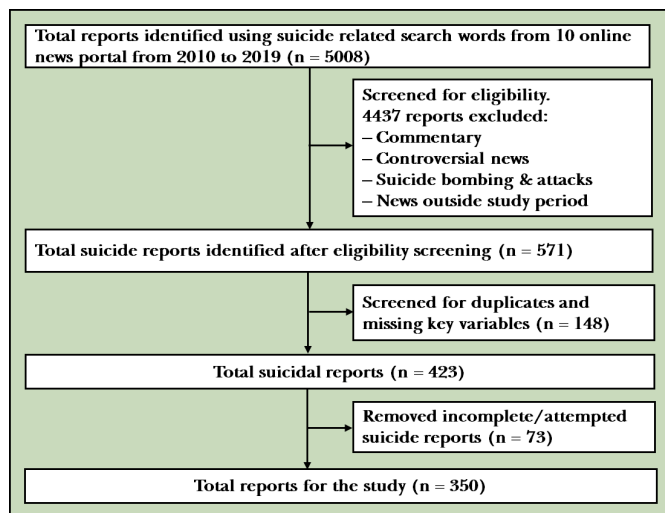 Total reports identified using suicide related search words from 10 online
news portal from 2010 to 2019 (n = 5008)
Screened for eligibility.
4437 reports excluded:
– Commentary
– Controversial news
– Suicide bombing & attacks
– News outside study period
Total suicide reports identified after eligibility screening (n = 571)
Screened for duplicates and
missing key variables (n = 148)
Total suicidal reports (n = 423)
Removed incomplete/attempted
suicide reports (n = 73)
Total reports for the study (n = 350)